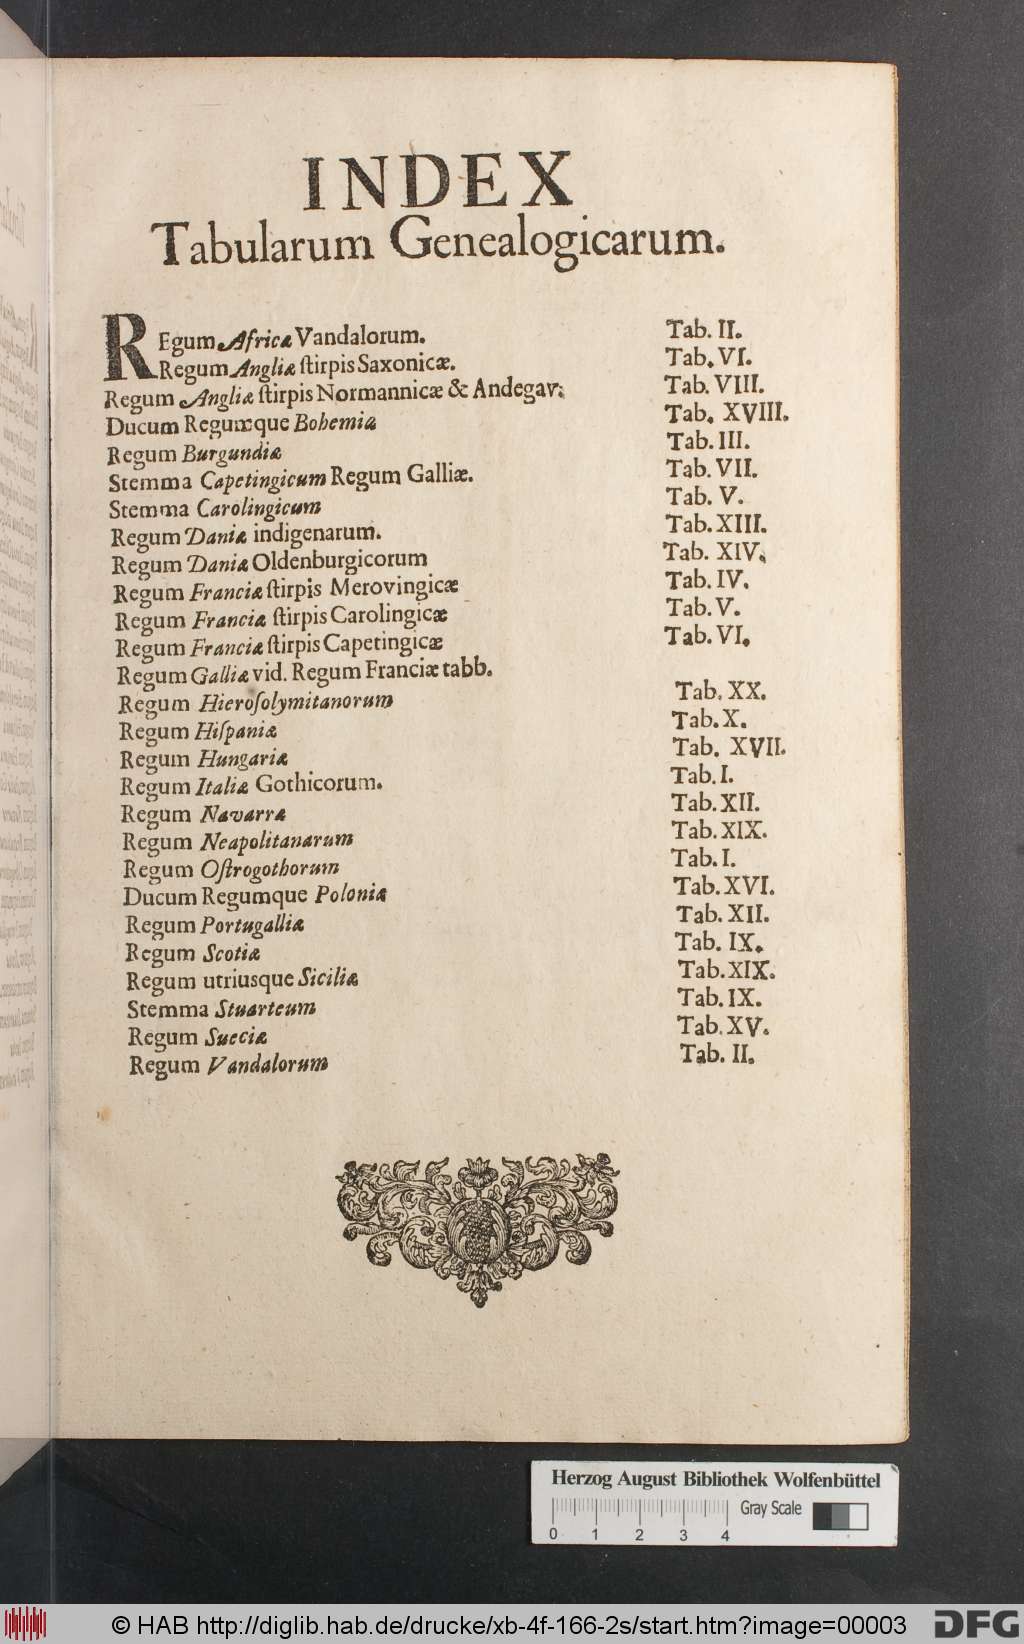 INDEX
Tabularum Genealogicarum.
REgum Africæ Vandalorum. Tab. II.
Regum Angliæ ſtirpis Saxonicæ. Tab. VI.
Regum Angliæ ſtirpis Normannicæ & Andegav: Tab. VIII.
Ducum Regumque Bohemiæ Tab. XVIII.
Regum Burgundiæ Tab. III.
Stemma Capetingicum Regum Galliæ. Tab. VII.
Stemma Carolingicum Tab. V.
Regum Daniæ indigenarum. Tab. XIII.
Regum Daniæ Oldenburgicorum Tab. XIV.
Regum Franciæ ſtirpis Merovingicæ Tab. IV.
Regum Franciæ ſtirpis Carolingicæ Tab. V.
Regum Franciæ ſtirpis Capetingicæ Tab. VI.
Regum Galliæ vid. Regum Franciæ tabb.
Regum Hieroſolymitanorum Tab. XX.
Regum Hiſpaniæ Tab. X.
Regum Hungariæ Tab. XVII.
Regum Italiæ Gothicorum. Tab. I.
Regum Navarræ Tab. XII.
Regum Neapolitanarum Tab. XIX.
Regum Oſtrogothorum Tab. I.
Ducum Regumque Poloniæ Tab. XVI.
Regum Portugalliæ Tab. XII.
Regum Scotiæ Tab. IX.
Regum utriusque Siciliæ Tab. XIX.
Stemma Stuarteum Tab. IX.
Regum Sueciæ Tab. XV.
Regum Vandalorum Tab. II.
Herzog August Bibliothek Wolfenbüttel
Gray Scale
0 1 2 3 4
© HAB http://diglib.hab.de/drucke/xb-4f-166-2s/start.htm?image=00003
DFG